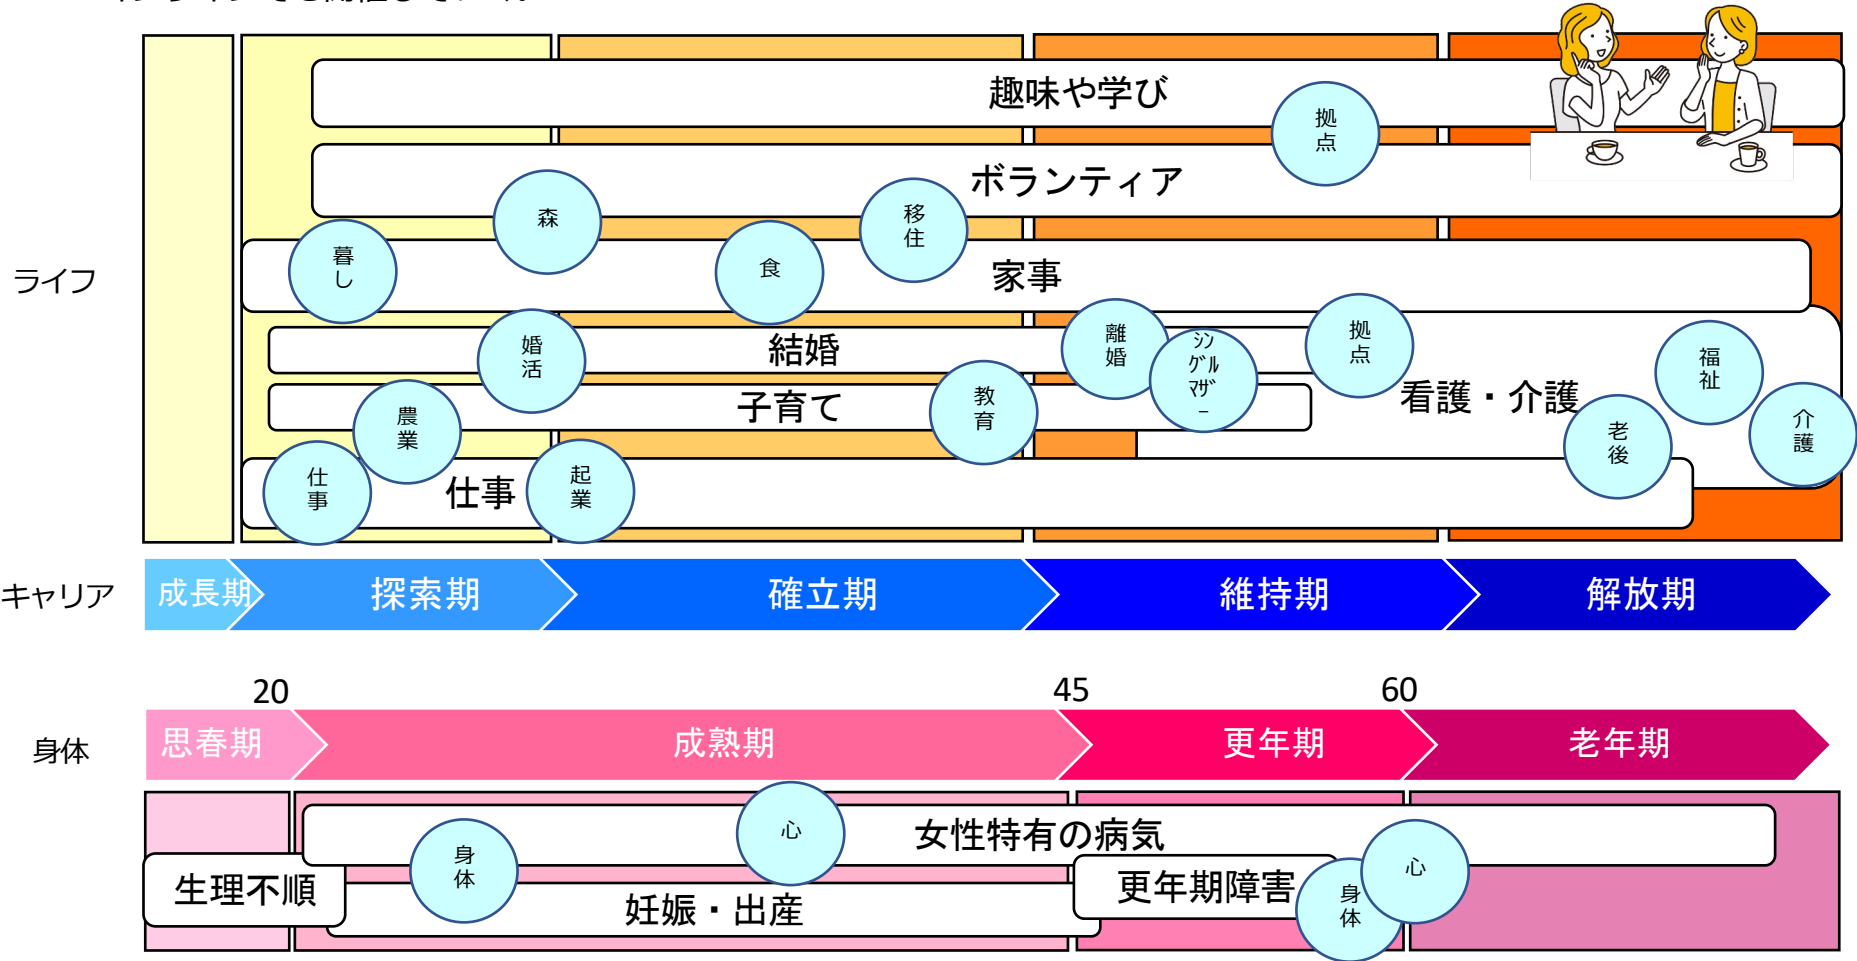 趣味や学び
拠点
ボランティア
森
移住
暮し
食
家事
ライフ
婚活
結婚
離婚
シングルマザー
拠点
福祉
看護・介護
農業
子育て
教育
老後
介護
仕事
仕事
起業
キャリア
成長期
探索期
確立期
維持期
解放期
20
45
60
身体
思春期
成熟期
更年期
老年期
心
女性特有の病気
身体
心
生理不順
更年期障害
身体
妊娠・出産